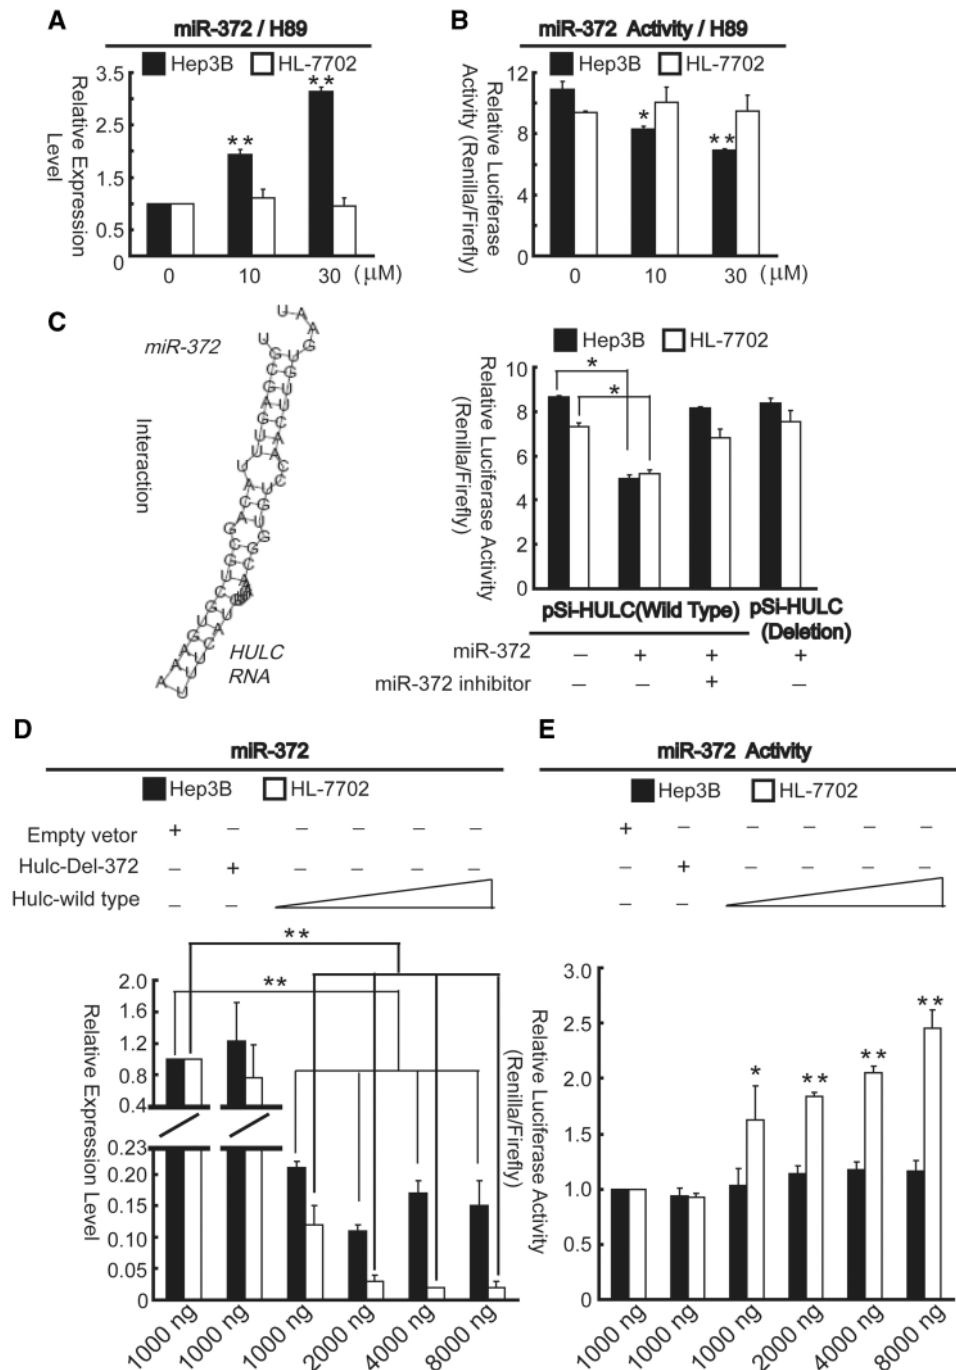 A
miR-372 / H89
Hep3B HL-7702
Relative Expression
Level
3.5
2.5
1.5
0.5
0
** **
0 10 30 (μM)
B
miR-372 Activity / H89
Hep3B HL-7702
Relative Luciferase
Activity (Renilla/Firefly)
12
8
4
0
* **
0 10 30 (μM)
C
miR-372
Interaction
HULC
RNA
Hep3B HL-7702
Relative Luciferase Activity
(Renilla/Firefly)
10
8
6
4
2
0
* *
pSi-HULC(Wild Type) pSi-HULC
(Deletion)
miR-372 – + + +
miR-372 inhibitor – – + –
D
miR-372
Hep3B HL-7702
Empty vetor + – – – – –
Hulc-Del-372 – + – – – –
Hulc-wild type – –
**
**
Relative Expression Level
2.0
1.6
1.2
0.8
0.4
0.23
0.20
0.15
0.10
0.05
0
1000 ng 1000 ng 1000 ng 2000 ng 4000 ng 8000 ng
E
miR-372 Activity
Hep3B HL-7702
+ – – – – –
– + – – – –
– –
Relative Luciferase Activity
(Renilla/Firefly)
3.0
2.5
2.0
1.5
1.0
0.5
0
* ** ** **
1000 ng 1000 ng 1000 ng 2000 ng 4000 ng 8000 ng